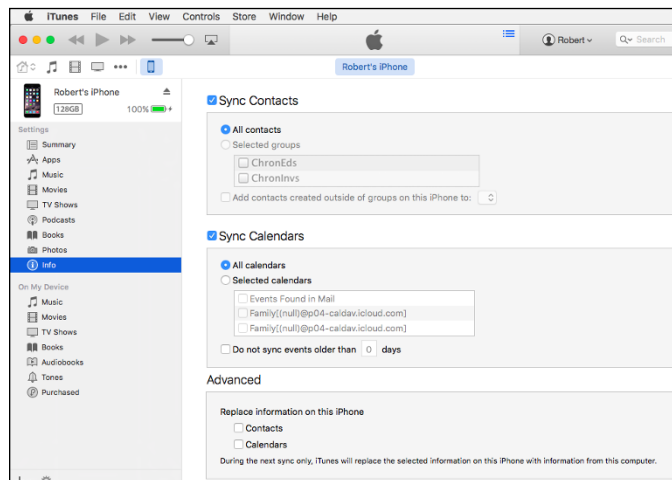 iTunes File Edit View Controls Store Window Help
Robert
Search
Robert's iPhone
Robert's iPhone
128GB 100%
Settings
Summary
Apps
Music
Movies
TV Shows
Podcasts
Books
Photos
Info
On My Device
Music
Movies
TV Shows
Books
Audiobooks
Tones
Purchased
Sync Contacts
All contacts
Selected groups
ChronEds
ChronInvs
Add contacts created outside of groups on this iPhone to:
Sync Calendars
All calendars
Selected calendars
Events Found in Mail
Family[(null)@p04-caldav.icloud.com]
Family[(null)@p04-caldav.icloud.com]
Do not sync events older than 0 days
Advanced
Replace information on this iPhone
Contacts
Calendars
During the next sync only, iTunes will replace the selected information on this iPhone with information from this computer.